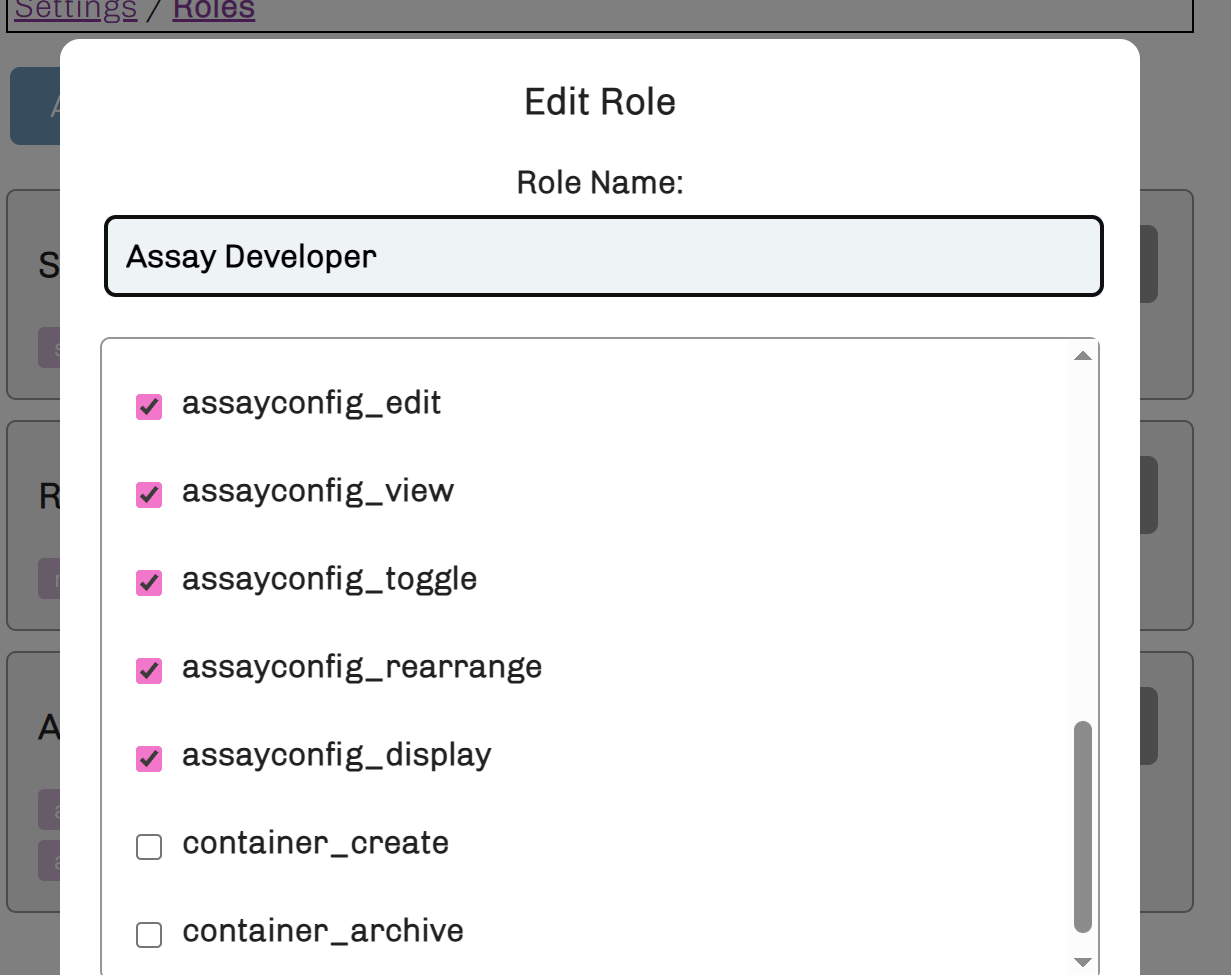 Settings / Roles
Edit Role
Role Name:
Assay Developer
assayconfig_edit
assayconfig_view
assayconfig_toggle
assayconfig_rearrange
assayconfig_display
container_create
container_archive